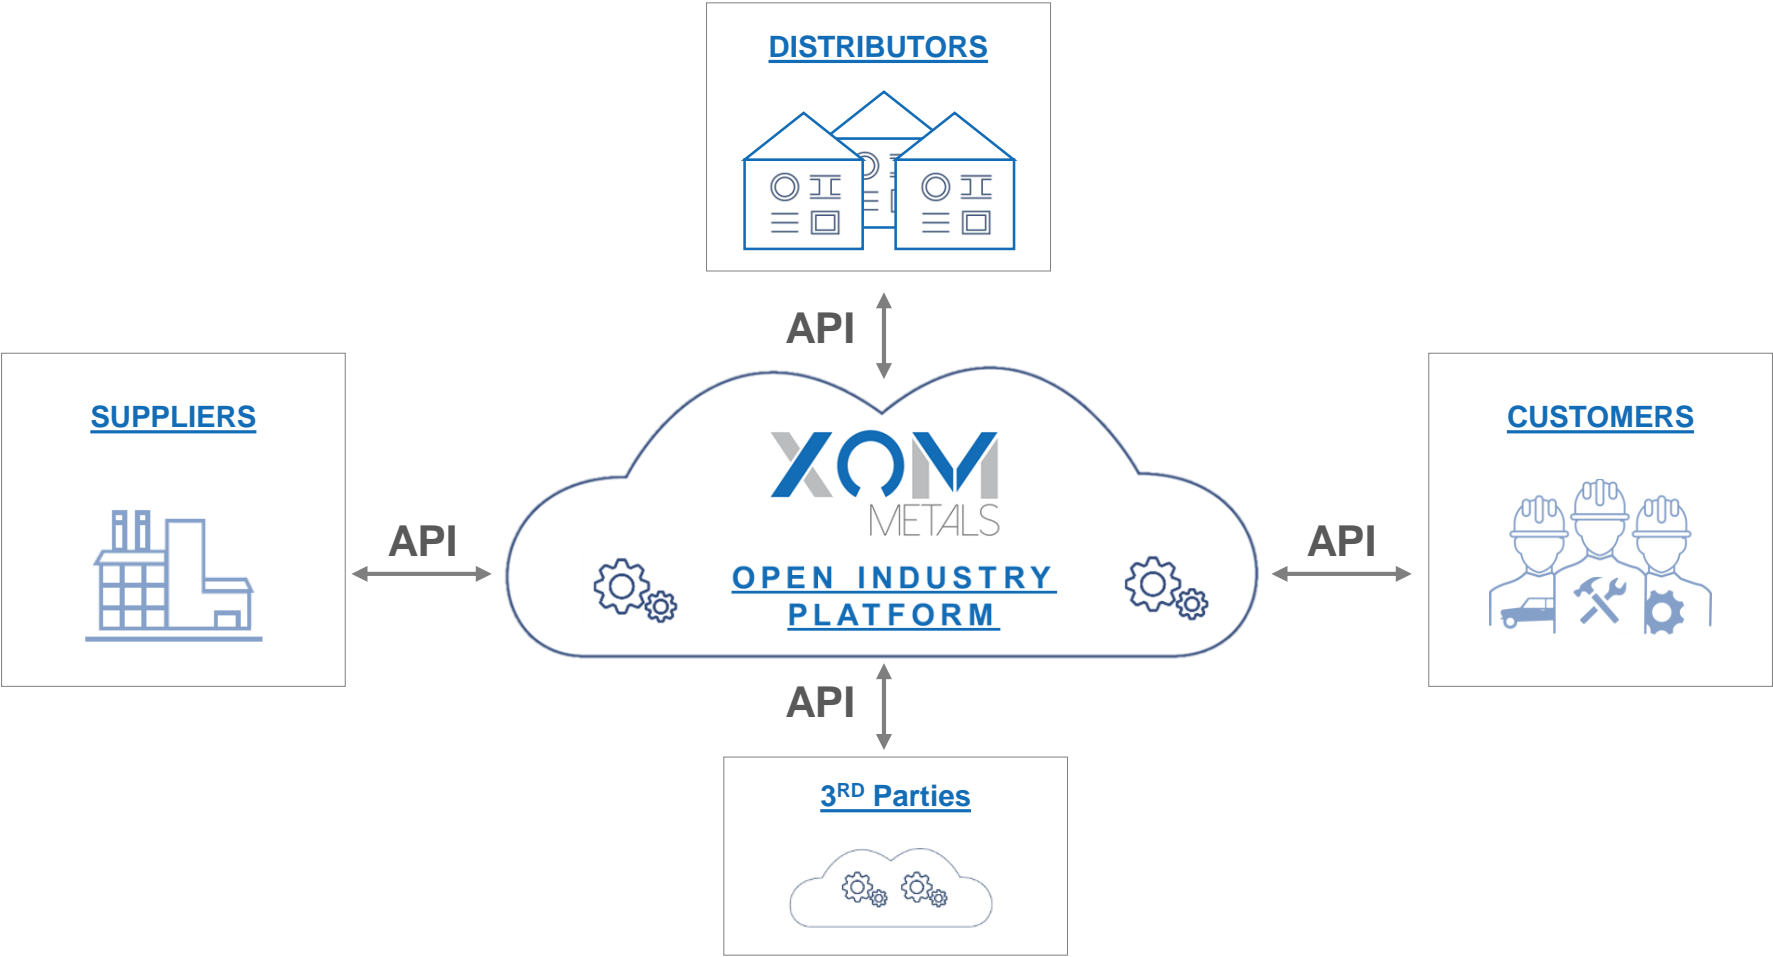 DISTRIBUTORS
API
SUPPLIERS
CUSTOMERS
XOM
METALS
API
API
OPEN INDUSTRY
PLATFORM
API
3RD Parties